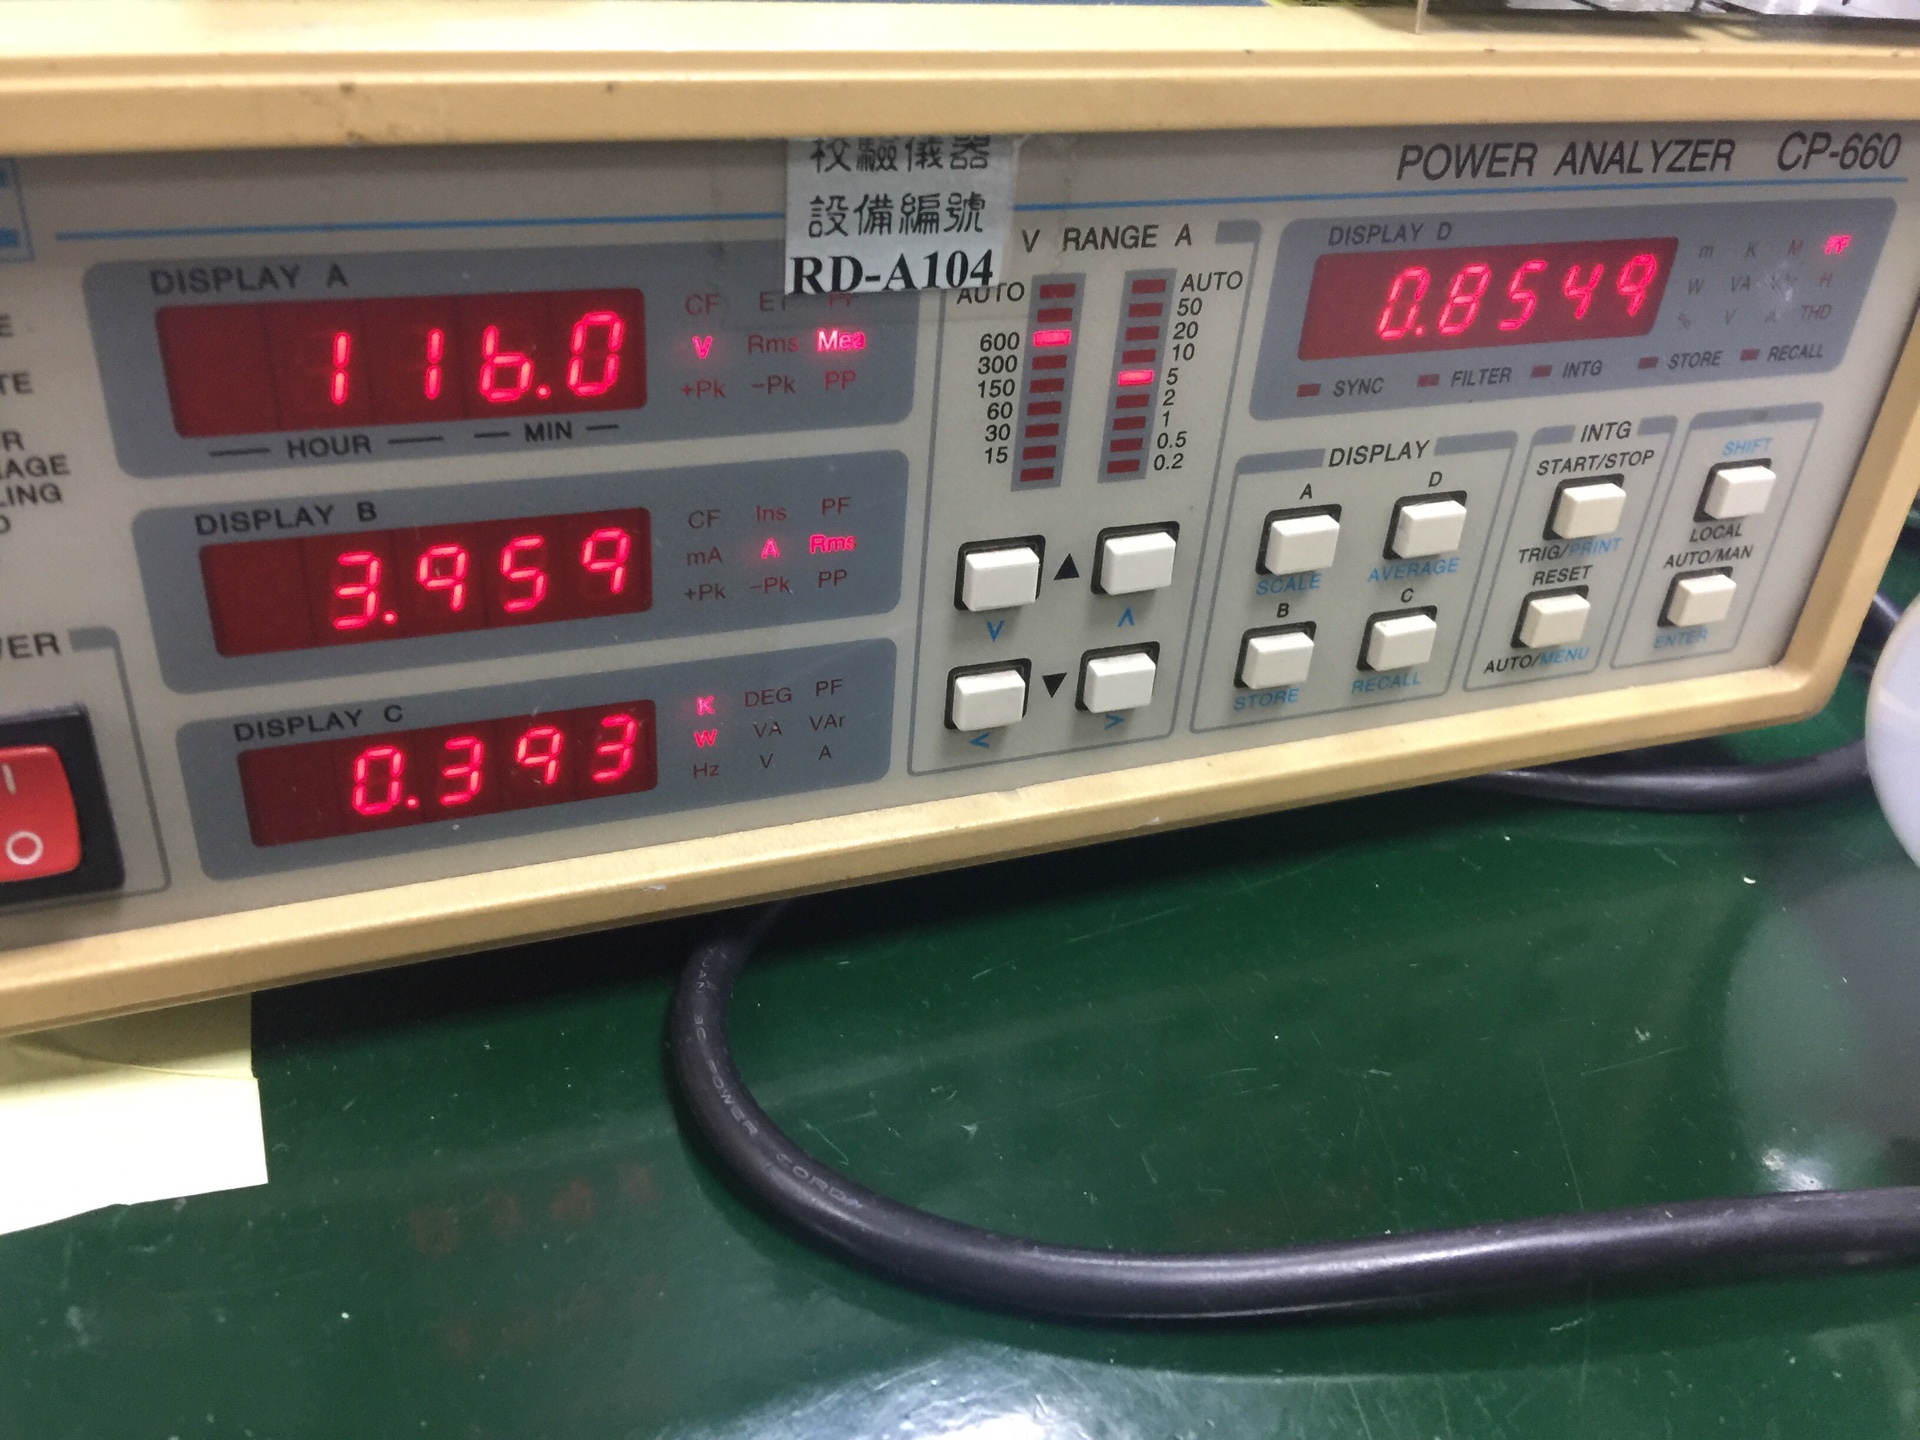 校驗儀器
設備編號
RD-A104
POWER ANALYZER CP-660
DISPLAY A
116.0
HOUR MIN
CF
V Rms Mea
+Pk -Pk PP
DISPLAY B
3.959
CF Ins PF
mA A Rms
+Pk -Pk PP
DISPLAY C
0.393
K DEG PF
W VA VAr
Hz V A
V RANGE A
AUTO AUTO
50
600 20
300 10
150 5
60 2
30 1
15 0.5
0.2
DISPLAY D
0.8549
m K M PF
W VA H
% V A THD
SYNC FILTER INTG STORE RECALL
DISPLAY
A D
SCALE AVERAGE
B C
STORE RECALL
INTG
START/STOP
TRIG/PRINT
RESET
AUTO/MENU
SHIFT
LOCAL
AUTO/MAN
ENTER
I
O